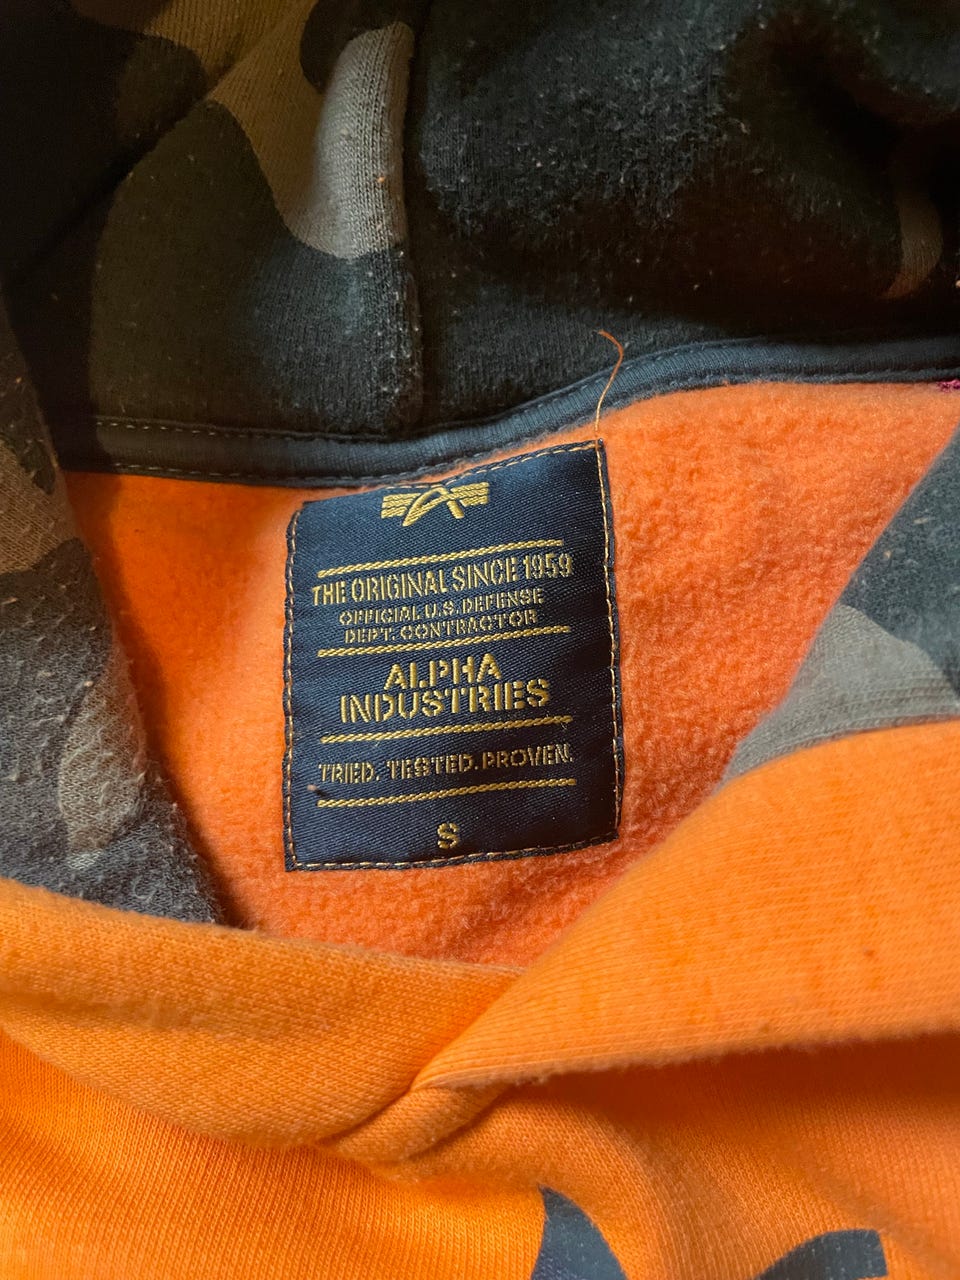 THE ORIGINAL SINCE 1959
OFFICIAL U.S. DEFENSE
DEPT. CONTRACTOR
ALPHA
INDUSTRIES
TRIED. TESTED. PROVEN.
S